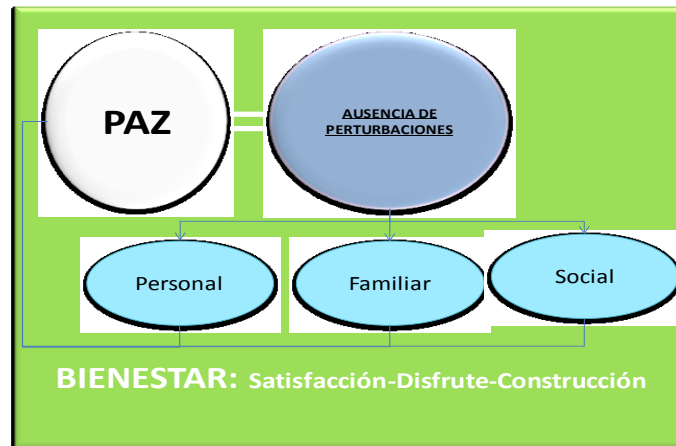 PAZ
AUSENCIA DE
PERTURBACIONES
Personal
Familiar
Social
BIENESTAR: Satisfacción-Disfrute-Construcción